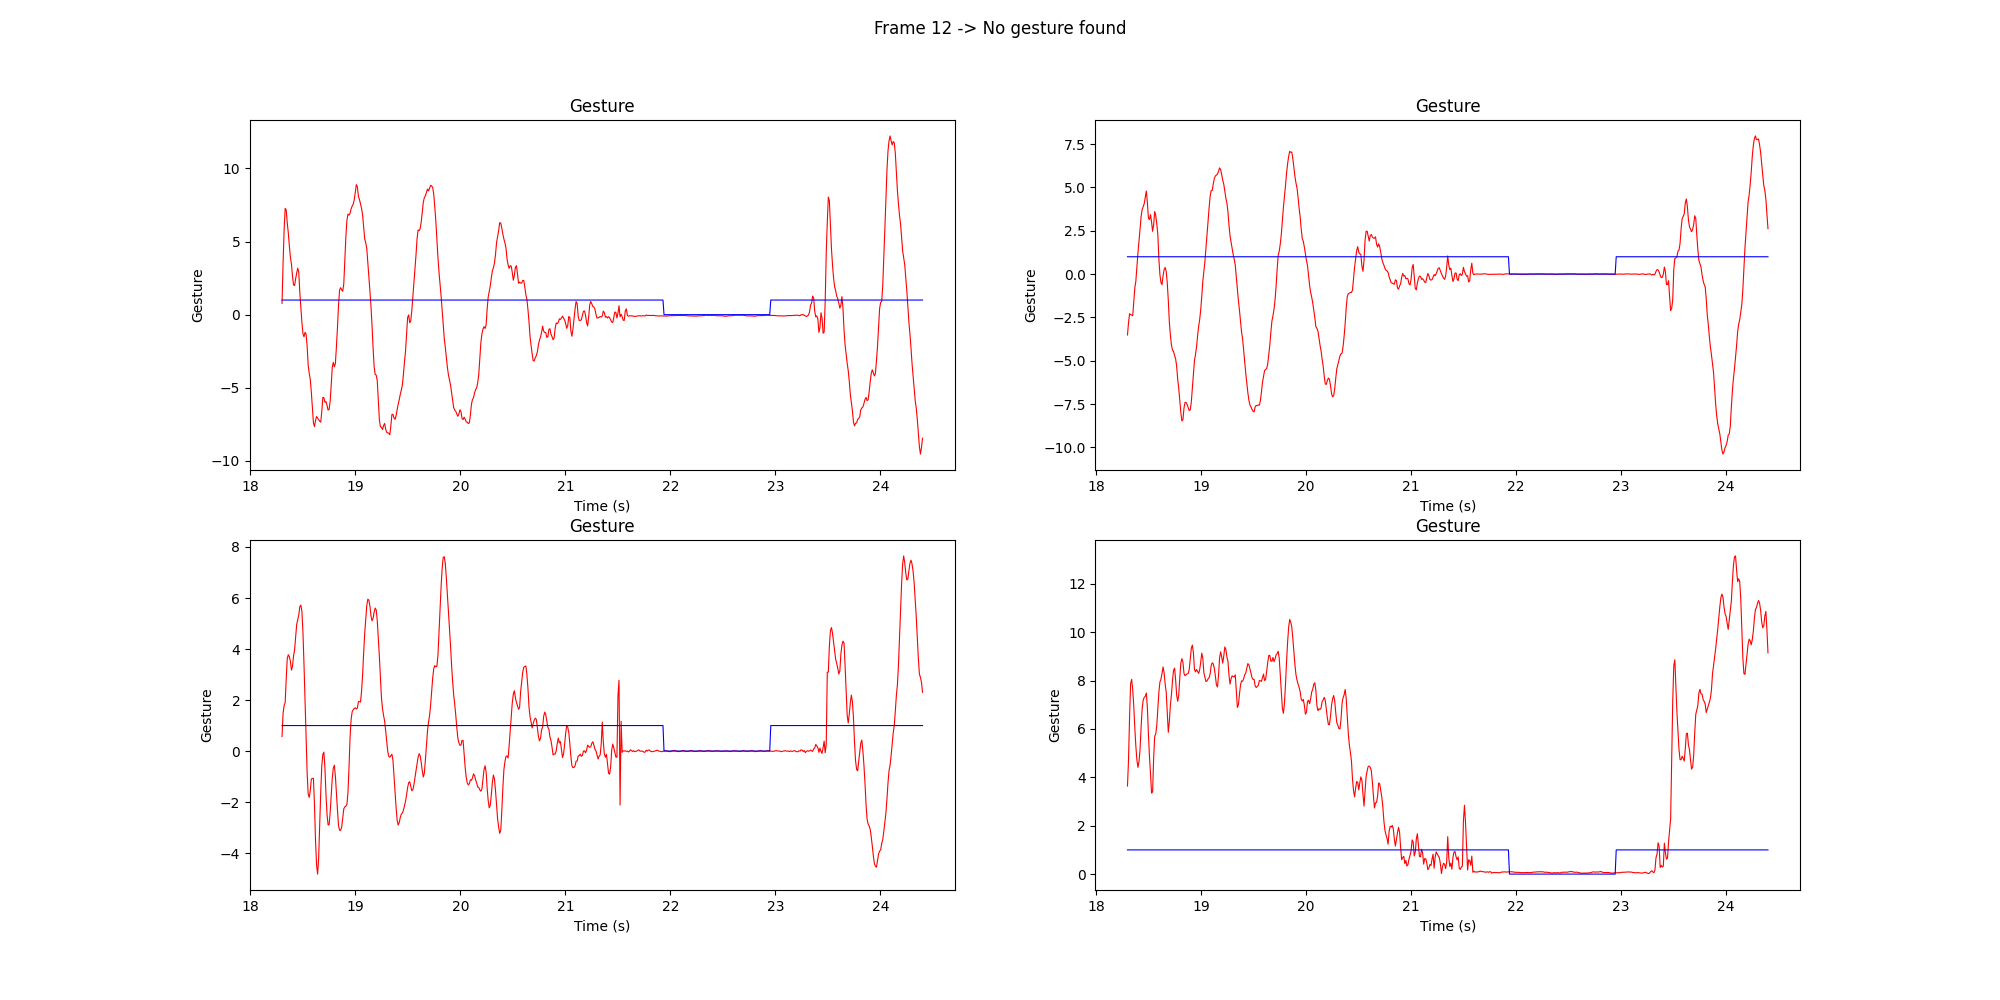 Frame 12 -> No gesture found
Gesture
Gesture
10
5
0
−5
−10
18 19 20 21 22 23 24
Time (s)
Gesture
Gesture
7.5
5.0
2.5
0.0
−2.5
−5.0
−7.5
−10.0
18 19 20 21 22 23 24
Time (s)
Gesture
Gesture
8
6
4
2
0
−2
−4
18 19 20 21 22 23 24
Time (s)
Gesture
Gesture
12
10
8
6
4
2
0
18 19 20 21 22 23 24
Time (s)